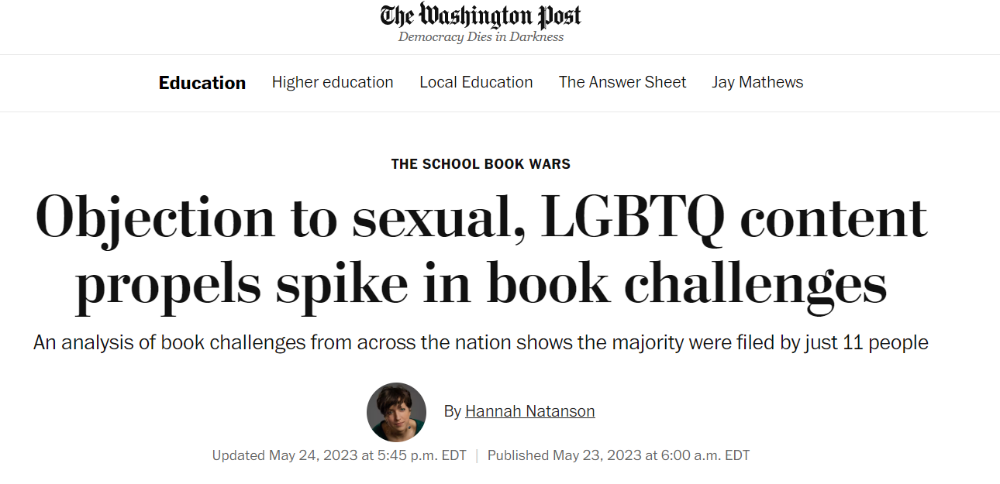 The Washington Post
Democracy Dies in Darkness
Education Higher education Local Education The Answer Sheet Jay Mathews
THE SCHOOL BOOK WARS
Objection to sexual, LGBTQ content
propels spike in book challenges
An analysis of book challenges from across the nation shows the majority were filed by just 11 people
By Hannah Natanson
Updated May 24, 2023 at 5:45 p.m. EDT | Published May 23, 2023 at 6:00 a.m. EDT